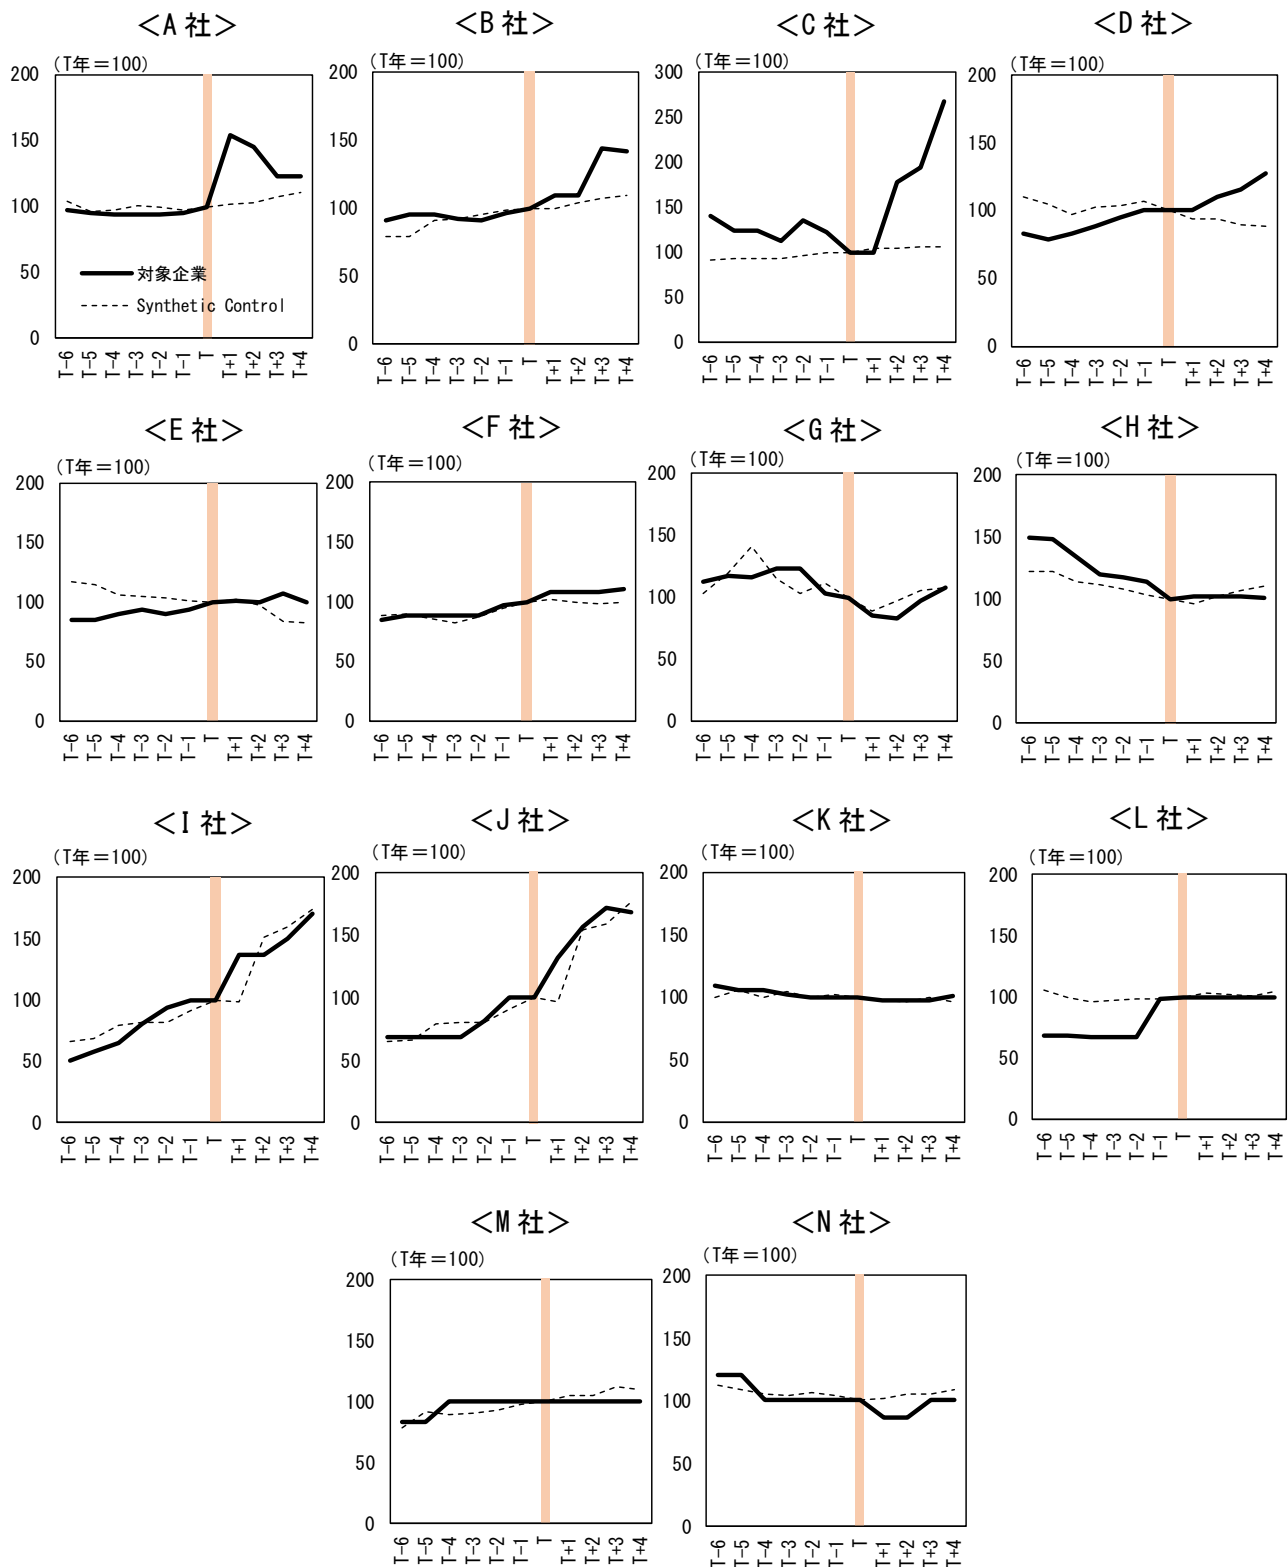 ＜A 社＞
（T年＝100）
200
150
100
50
0
対象企業
Synthetic Control
T-6 T-5 T-4 T-3 T-2 T-1 T T+1 T+2 T+3 T+4
＜B 社＞
（T年＝100）
200
150
100
50
0
T-6 T-5 T-4 T-3 T-2 T-1 T T+1 T+2 T+3 T+4
＜C 社＞
（T年＝100）
300
250
200
150
100
50
0
T-6 T-5 T-4 T-3 T-2 T-1 T T+1 T+2 T+3 T+4
＜D 社＞
（T年＝100）
200
150
100
50
0
T-6 T-5 T-4 T-3 T-2 T-1 T T+1 T+2 T+3 T+4
＜E 社＞
（T年＝100）
200
150
100
50
0
T-6 T-5 T-4 T-3 T-2 T-1 T T+1 T+2 T+3 T+4
＜F 社＞
（T年＝100）
200
150
100
50
0
T-6 T-5 T-4 T-3 T-2 T-1 T T+1 T+2 T+3 T+4
＜G 社＞
（T年＝100）
200
150
100
50
0
T-6 T-5 T-4 T-3 T-2 T-1 T T+1 T+2 T+3 T+4
＜H 社＞
（T年＝100）
200
150
100
50
0
T-6 T-5 T-4 T-3 T-2 T-1 T T+1 T+2 T+3 T+4
＜I 社＞
（T年＝100）
200
150
100
50
0
T-6 T-5 T-4 T-3 T-2 T-1 T T+1 T+2 T+3 T+4
＜J 社＞
（T年＝100）
200
150
100
50
0
T-6 T-5 T-4 T-3 T-2 T-1 T T+1 T+2 T+3 T+4
＜K 社＞
（T年＝100）
200
150
100
50
0
T-6 T-5 T-4 T-3 T-2 T-1 T T+1 T+2 T+3 T+4
＜L 社＞
（T年＝100）
200
150
100
50
0
T-6 T-5 T-4 T-3 T-2 T-1 T T+1 T+2 T+3 T+4
＜M 社＞
（T年＝100）
200
150
100
50
0
T-6 T-5 T-4 T-3 T-2 T-1 T T+1 T+2 T+3 T+4
＜N 社＞
（T年＝100）
200
150
100
50
0
T-6 T-5 T-4 T-3 T-2 T-1 T T+1 T+2 T+3 T+4